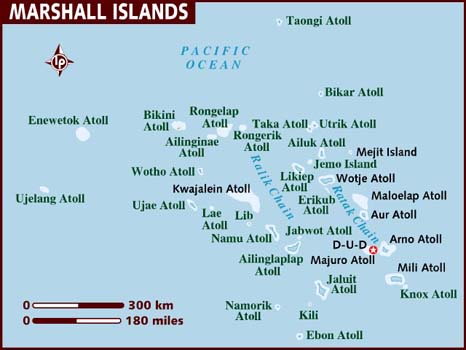 MARSHALL ISLANDS
Taongi Atoll
PACIFIC
OCEAN
lp
Bikar Atoll
Enewetok Atoll
Bikini
Atoll
Rongelap
Atoll
Taka Atoll
Utrik Atoll
Ailinginae
Atoll
Rongerik
Atoll
Ailuk Atoll
Mejit Island
Jemo Island
Wotho Atoll
Likiep
Atoll
Wotje Atoll
Ujelang Atoll
Kwajalein Atoll
Ralik Chain
Ratak Chain
Erikub
Atoll
Maloelap Atoll
Ujae Atoll
Lae
Atoll
Lib
Aur Atoll
Namu Atoll
Jabwot Atoll
D-U-D
Arno Atoll
Majuro Atoll
Ailinglaplap
Atoll
Mili Atoll
Jaluit
Atoll
Knox Atoll
300 km
180 miles
Namorik
Atoll
Kili
Ebon Atoll